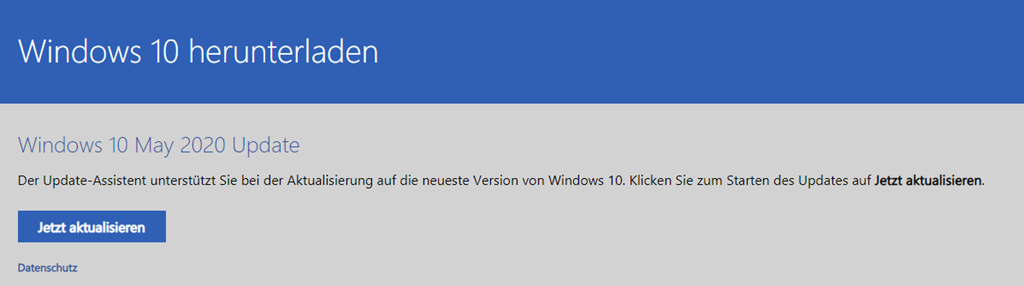 Windows 10 herunterladen
Windows 10 May 2020 Update
Der Update-Assistent unterstützt Sie bei der Aktualisierung auf die neueste Version von Windows 10. Klicken Sie zum Starten des Updates auf Jetzt aktualisieren.
Jetzt aktualisieren
Datenschutz